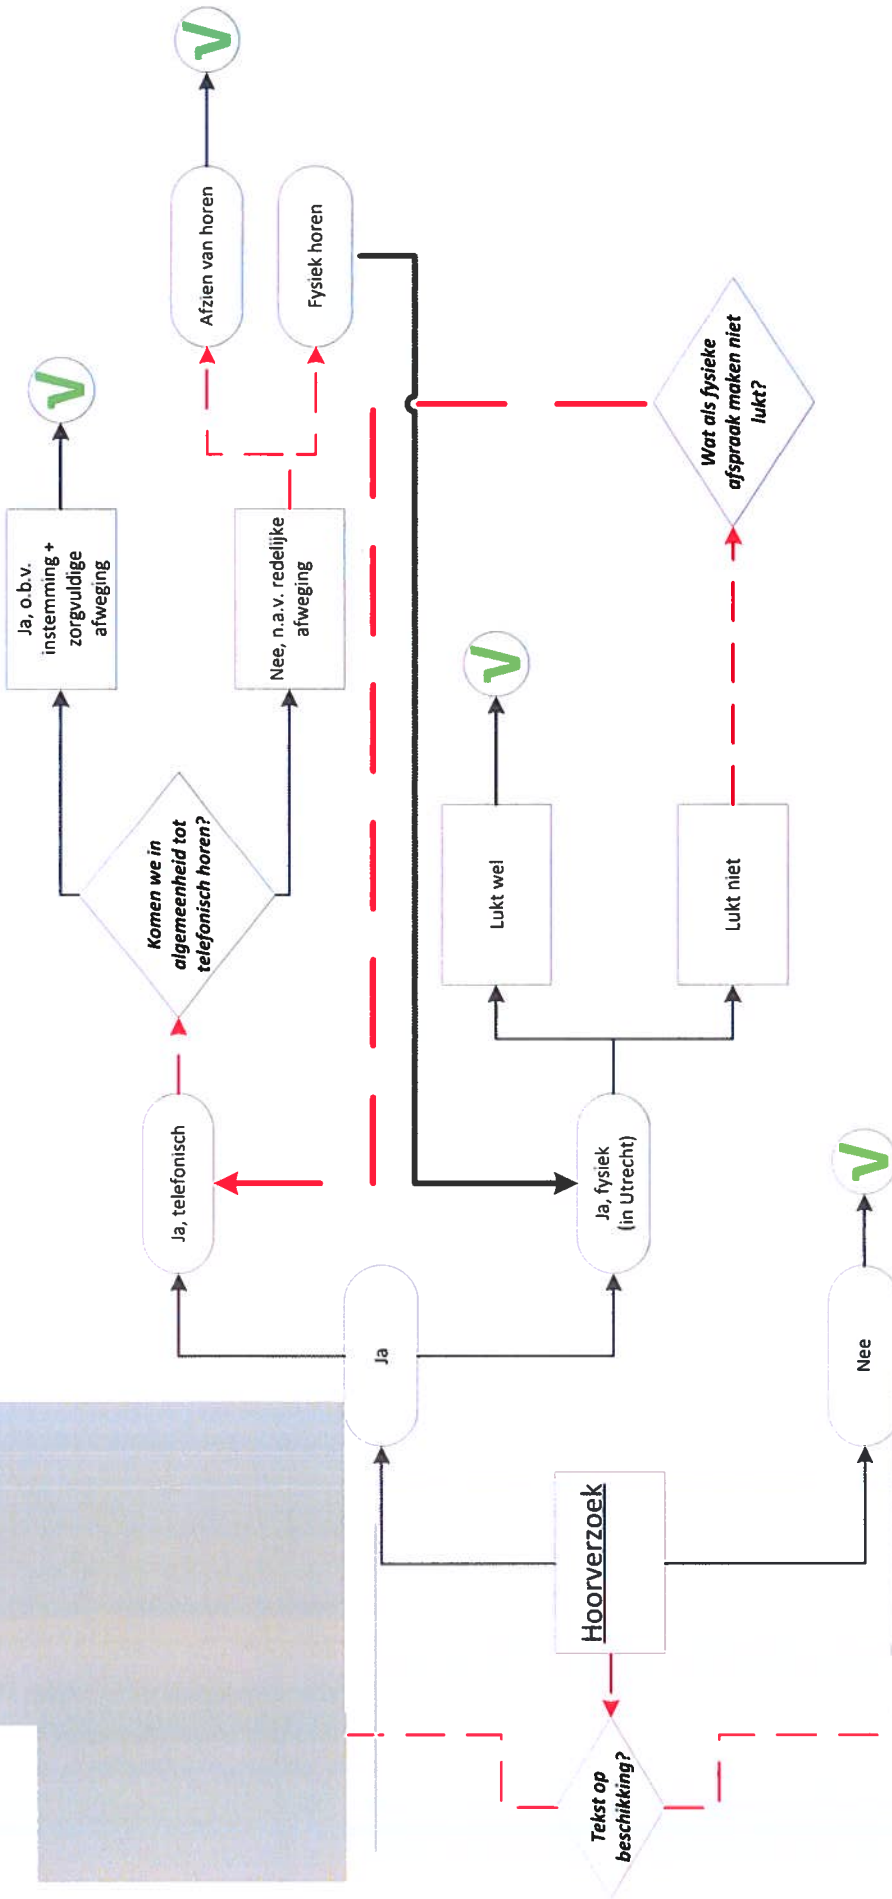 Hoorverzoek
Tekst op
beschikking?
Ja
Nee
Ja, telefonisch
Ja, fysiek
(in Utrecht)
Komen we in
algemeenheid tot
telefonisch horen?
Ja, o.b.v.
instemming +
zorgvuldige
afweging
Nee, n.a.v. redelijke
afweging
Afzien van horen
Fysiek horen
Lukt wel
Lukt niet
Wat als fysieke
afspraak maken niet
lukt?
V
V
V
V